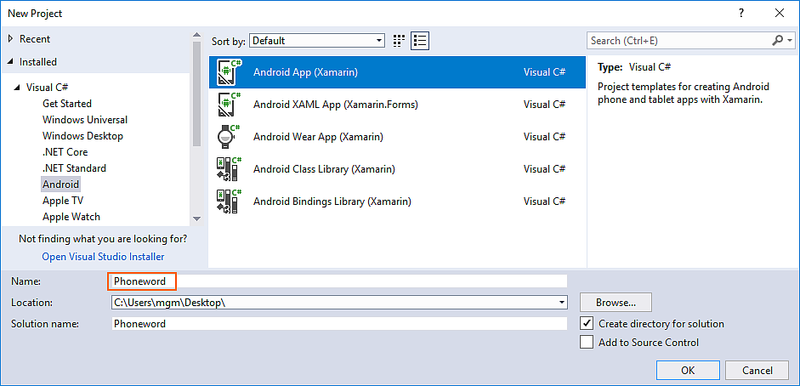 New Project
Recent
Installed
Visual C#
Get Started
Windows Universal
Windows Desktop
.NET Core
.NET Standard
Android
Apple TV
Apple Watch
Not finding what you are looking for?
Open Visual Studio Installer
Sort by: Default
Android App (Xamarin) Visual C#
Android XAML App (Xamarin.Forms) Visual C#
Android Wear App (Xamarin) Visual C#
Android Class Library (Xamarin) Visual C#
Android Bindings Library (Xamarin) Visual C#
Search (Ctrl+E)
Type: Visual C#
Project templates for creating Android
phone and tablet apps with Xamarin.
Name: Phoneword
Location: C:\Users\mgm\Desktop\ Browse...
Solution name: Phoneword
Create directory for solution
Add to Source Control
OK Cancel